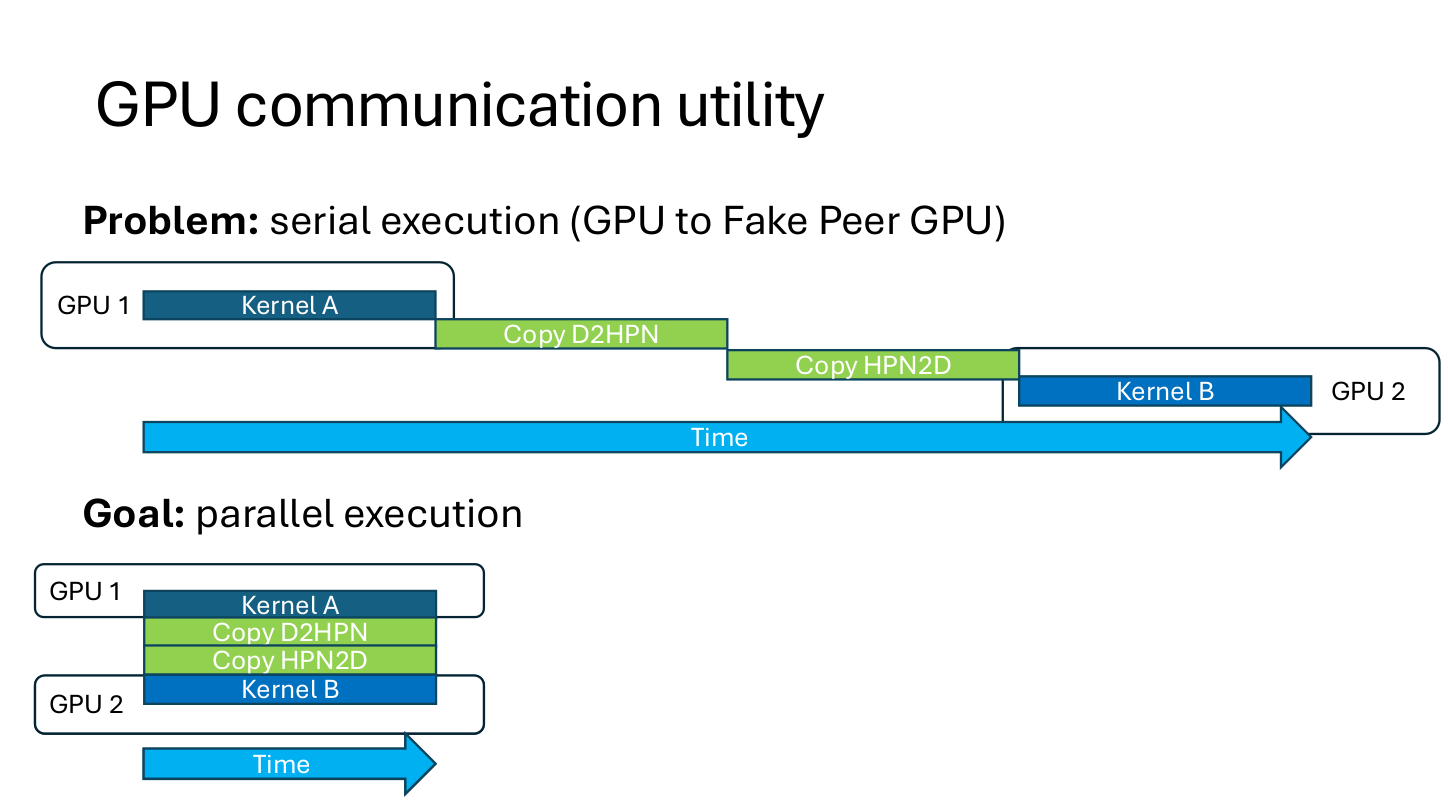 GPU communication utility
Problem: serial execution (GPU to Fake Peer GPU)
GPU 1
Kernel A
Copy D2HPN
Copy HPN2D
Kernel B
GPU 2
Time
Goal: parallel execution
GPU 1
Kernel A
Copy D2HPN
Copy HPN2D
Kernel B
GPU 2
Time